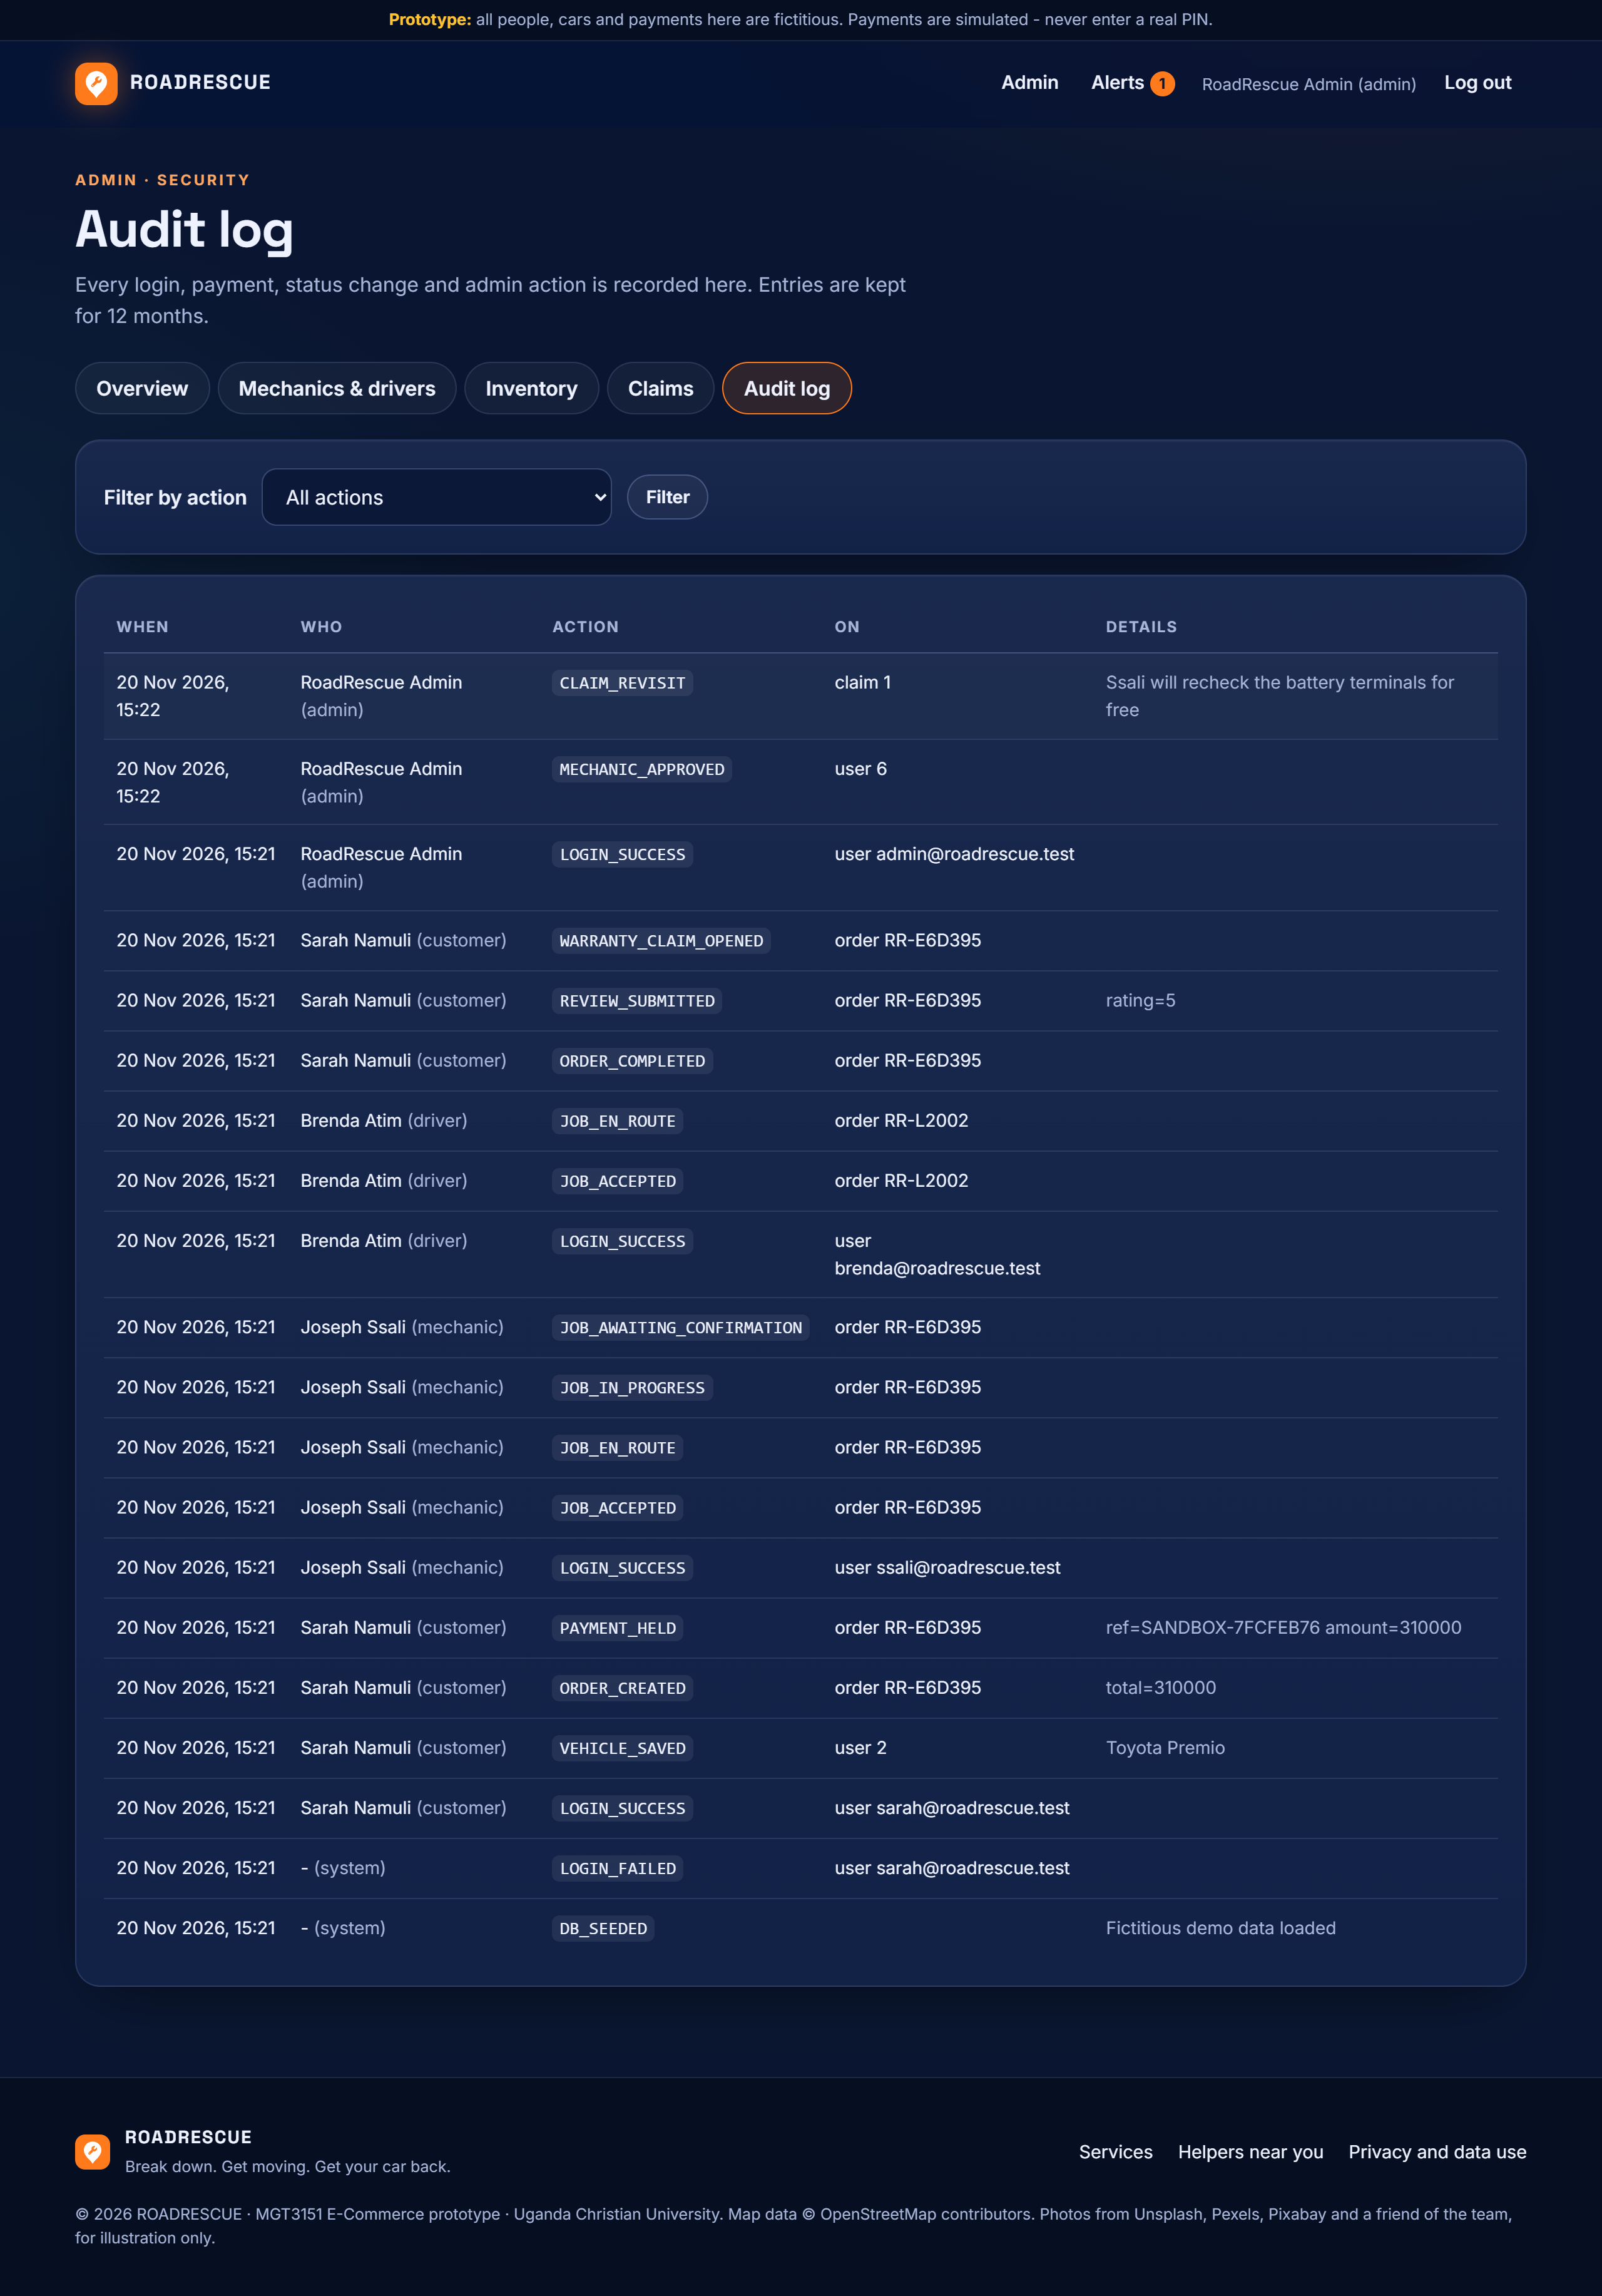 Prototype: all people, cars and payments here are fictitious. Payments are simulated - never enter a real PIN.
ROADRESCUE
Admin Alerts 1 RoadRescue Admin (admin) Log out
ADMIN · SECURITY
Audit log
Every login, payment, status change and admin action is recorded here. Entries are kept
for 12 months.
Overview Mechanics & drivers Inventory Claims Audit log
Filter by action All actions Filter
WHEN WHO ACTION ON DETAILS
20 Nov 2026, RoadRescue Admin CLAIM_REVISIT claim 1 Ssali will recheck the battery terminals for
15:22 (admin) free
20 Nov 2026, RoadRescue Admin MECHANIC_APPROVED user 6
15:22 (admin)
20 Nov 2026, 15:21 RoadRescue Admin LOGIN_SUCCESS user admin@roadrescue.test
(admin)
20 Nov 2026, 15:21 Sarah Namuli (customer) WARRANTY_CLAIM_OPENED order RR-E6D395
20 Nov 2026, 15:21 Sarah Namuli (customer) REVIEW_SUBMITTED order RR-E6D395 rating=5
20 Nov 2026, 15:21 Sarah Namuli (customer) ORDER_COMPLETED order RR-E6D395
20 Nov 2026, 15:21 Brenda Atim (driver) JOB_EN_ROUTE order RR-L2002
20 Nov 2026, 15:21 Brenda Atim (driver) JOB_ACCEPTED order RR-L2002
20 Nov 2026, 15:21 Brenda Atim (driver) LOGIN_SUCCESS user
brenda@roadrescue.test
20 Nov 2026, 15:21 Joseph Ssali (mechanic) JOB_AWAITING_CONFIRMATION order RR-E6D395
20 Nov 2026, 15:21 Joseph Ssali (mechanic) JOB_IN_PROGRESS order RR-E6D395
20 Nov 2026, 15:21 Joseph Ssali (mechanic) JOB_EN_ROUTE order RR-E6D395
20 Nov 2026, 15:21 Joseph Ssali (mechanic) JOB_ACCEPTED order RR-E6D395
20 Nov 2026, 15:21 Joseph Ssali (mechanic) LOGIN_SUCCESS user ssali@roadrescue.test
20 Nov 2026, 15:21 Sarah Namuli (customer) PAYMENT_HELD order RR-E6D395 ref=SANDBOX-7FCFEB76 amount=310000
20 Nov 2026, 15:21 Sarah Namuli (customer) ORDER_CREATED order RR-E6D395 total=310000
20 Nov 2026, 15:21 Sarah Namuli (customer) VEHICLE_SAVED user 2 Toyota Premio
20 Nov 2026, 15:21 Sarah Namuli (customer) LOGIN_SUCCESS user sarah@roadrescue.test
20 Nov 2026, 15:21 - (system) LOGIN_FAILED user sarah@roadrescue.test
20 Nov 2026, 15:21 - (system) DB_SEEDED Fictitious demo data loaded
ROADRESCUE
Break down. Get moving. Get your car back.
Services Helpers near you Privacy and data use
© 2026 ROADRESCUE · MGT3151 E-Commerce prototype · Uganda Christian University. Map data © OpenStreetMap contributors. Photos from Unsplash, Pexels, Pixabay and a friend of the team,
for illustration only.